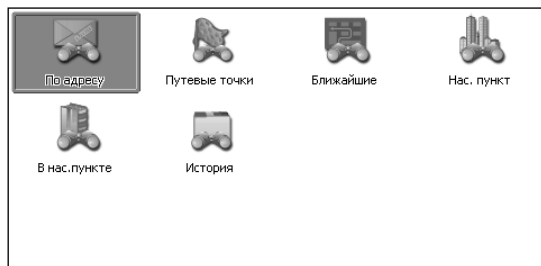 По адресу
Путевые точки
Ближайшие
Нас. пункт
В нас.пункте
История